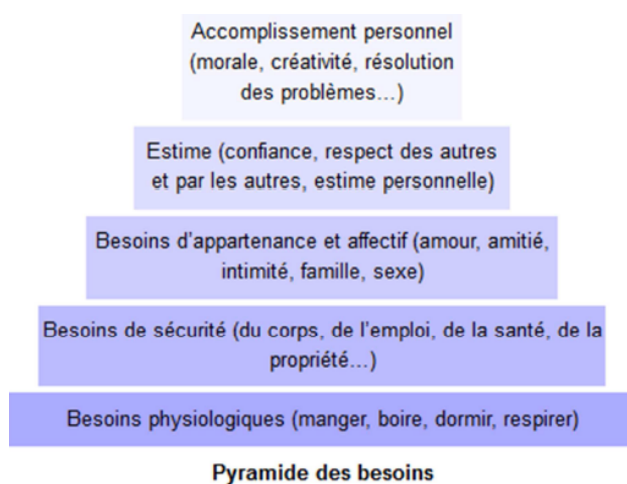 Accomplissement personnel
(morale, créativité, résolution
des problèmes…)
Estime (confiance, respect des autres
et par les autres, estime personnelle)
Besoins d’appartenance et affectif (amour, amitié,
intimité, famille, sexe)
Besoins de sécurité (du corps, de l’emploi, de la santé, de la
propriété…)
Besoins physiologiques (manger, boire, dormir, respirer)
Pyramide des besoins